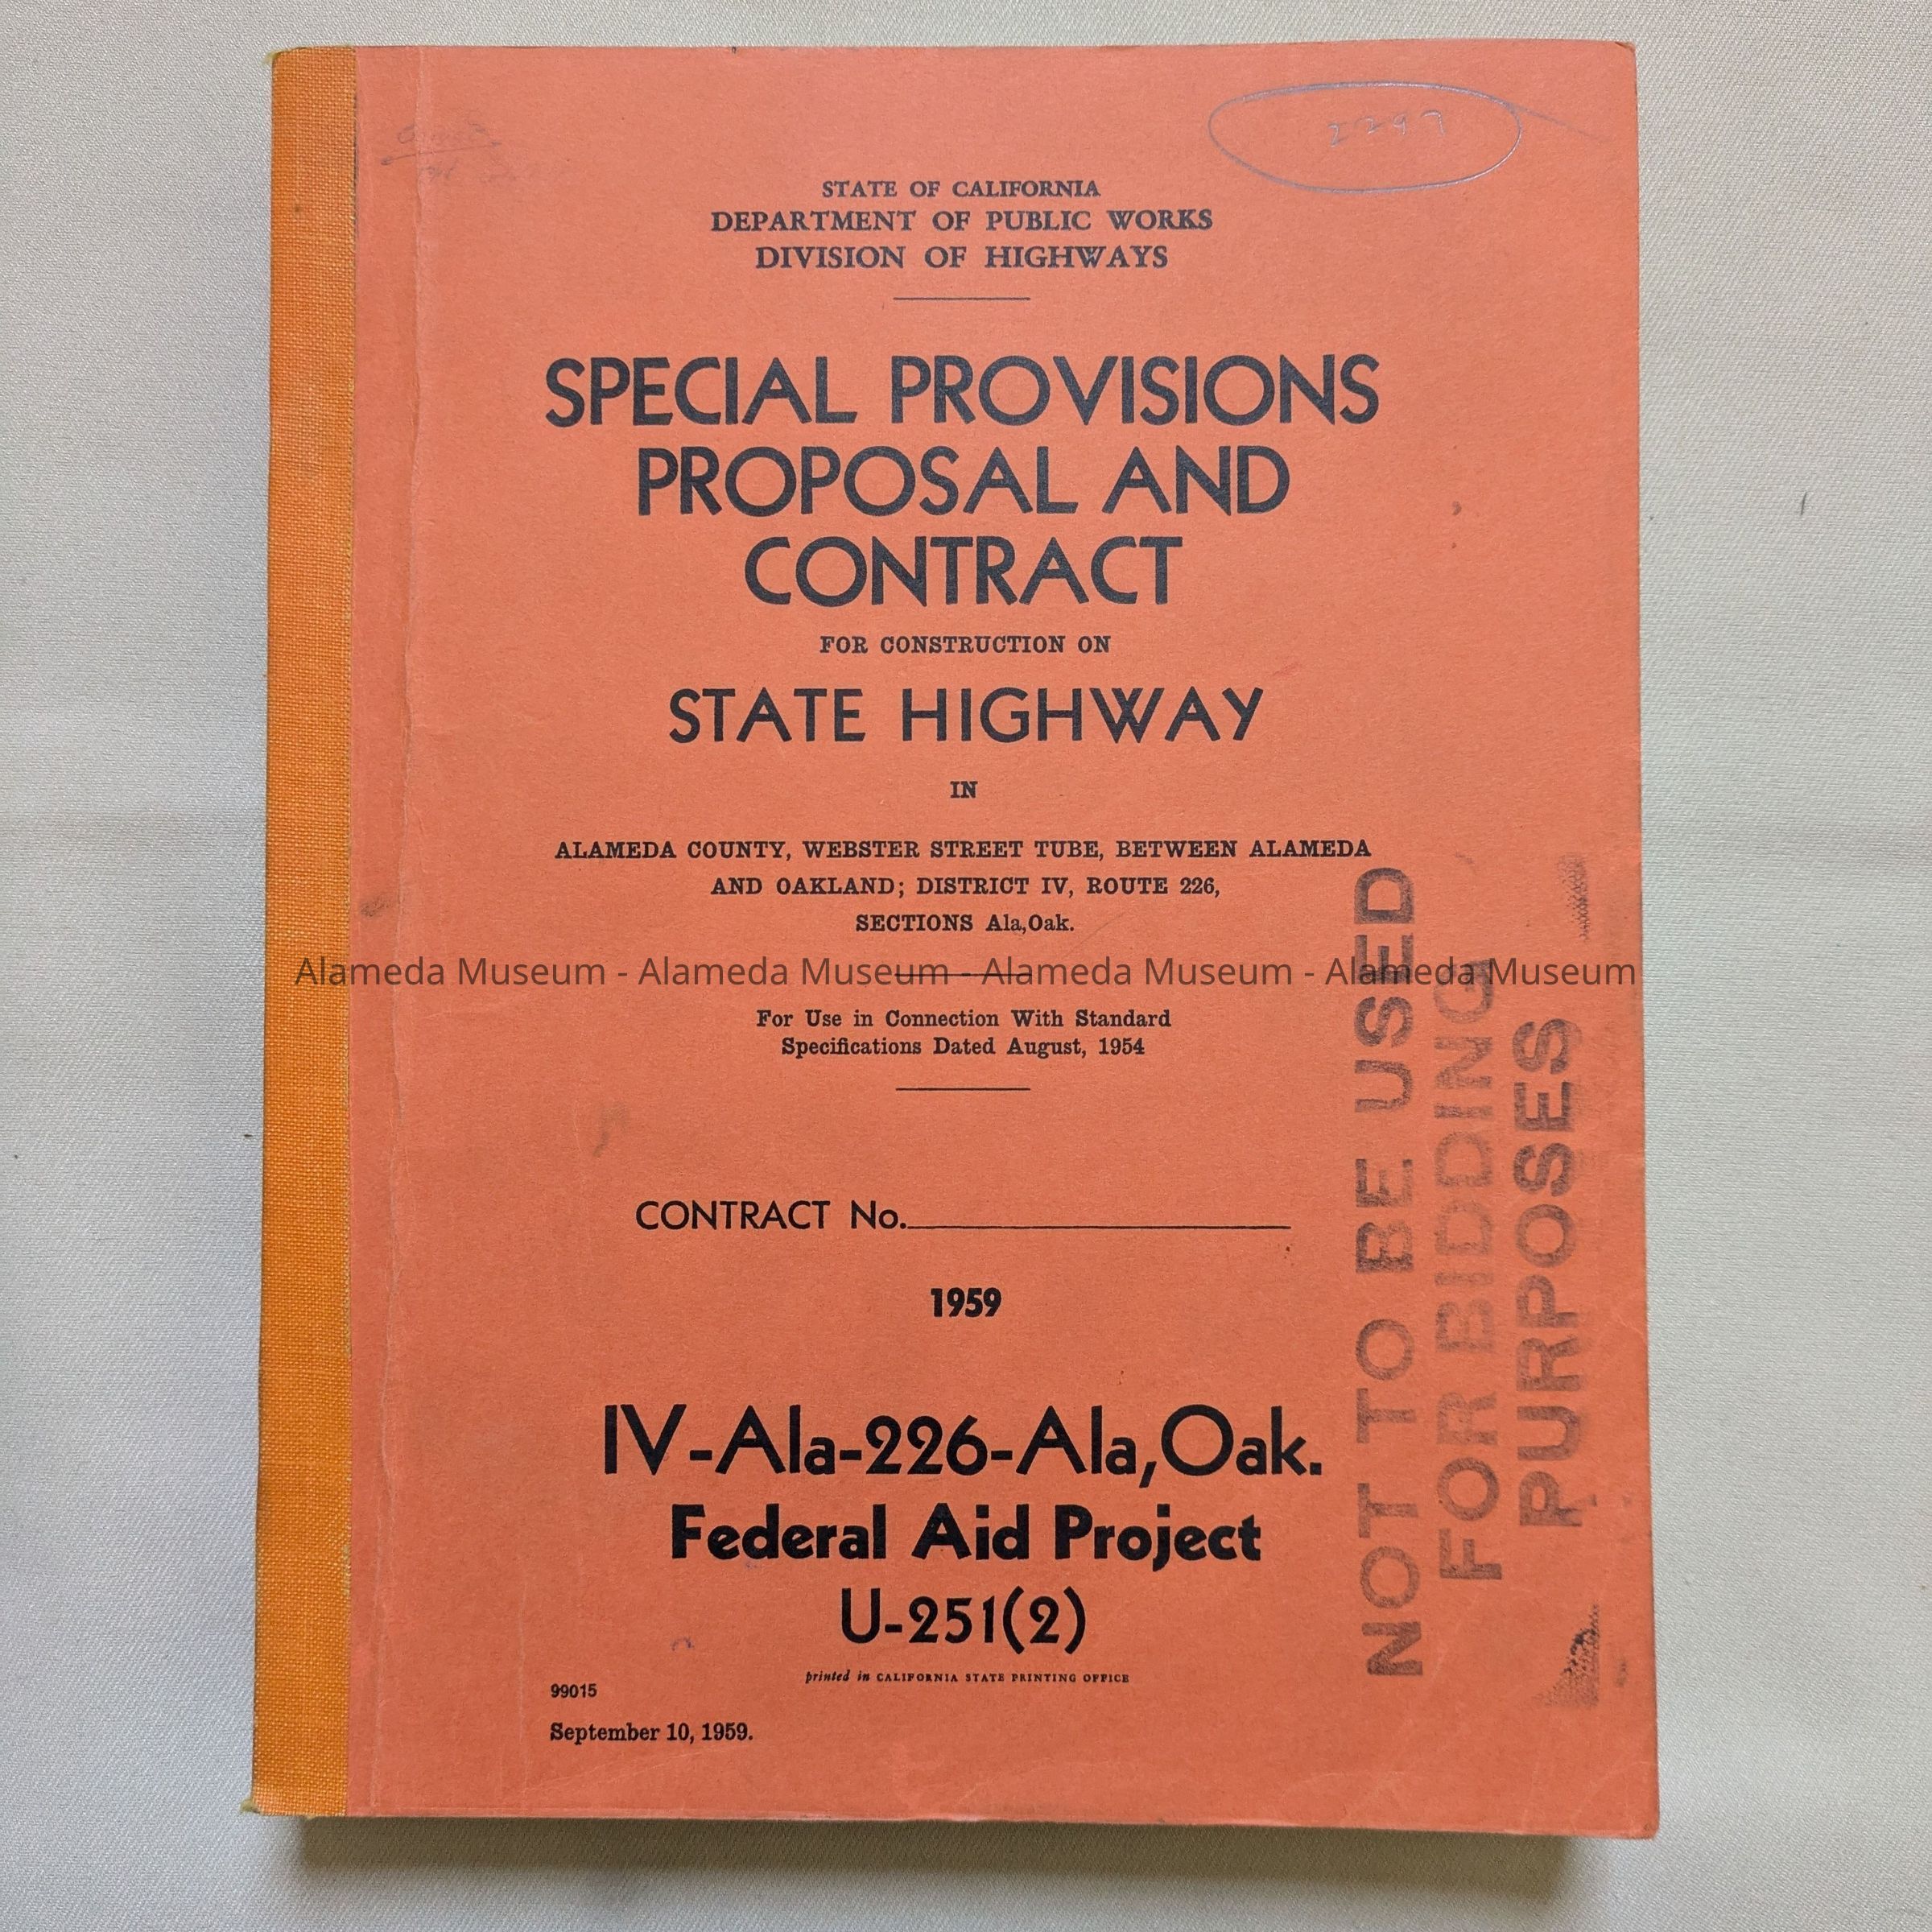 2297
STATE OF CALIFORNIA
DEPARTMENT OF PUBLIC WORKS
DIVISION OF HIGHWAYS
SPECIAL PROVISIONS
PROPOSAL AND
CONTRACT
FOR CONSTRUCTION ON
STATE HIGHWAY
IN
ALAMEDA COUNTY, WEBSTER STREET TUBE, BETWEEN ALAMEDA
AND OAKLAND; DISTRICT IV, ROUTE 226,
SECTIONS Ala,Oak.
Alameda Museum - Alameda Museum - Alameda Museum - Alameda Museum
For Use in Connection With Standard
Specifications Dated August, 1954
CONTRACT No.
1959
IV-Ala-226-Ala,Oak.
Federal Aid Project
U-251(2)
printed in CALIFORNIA STATE PRINTING OFFICE
99015
September 10, 1959.
NOT TO BE USED
FOR BIDDING
PURPOSES